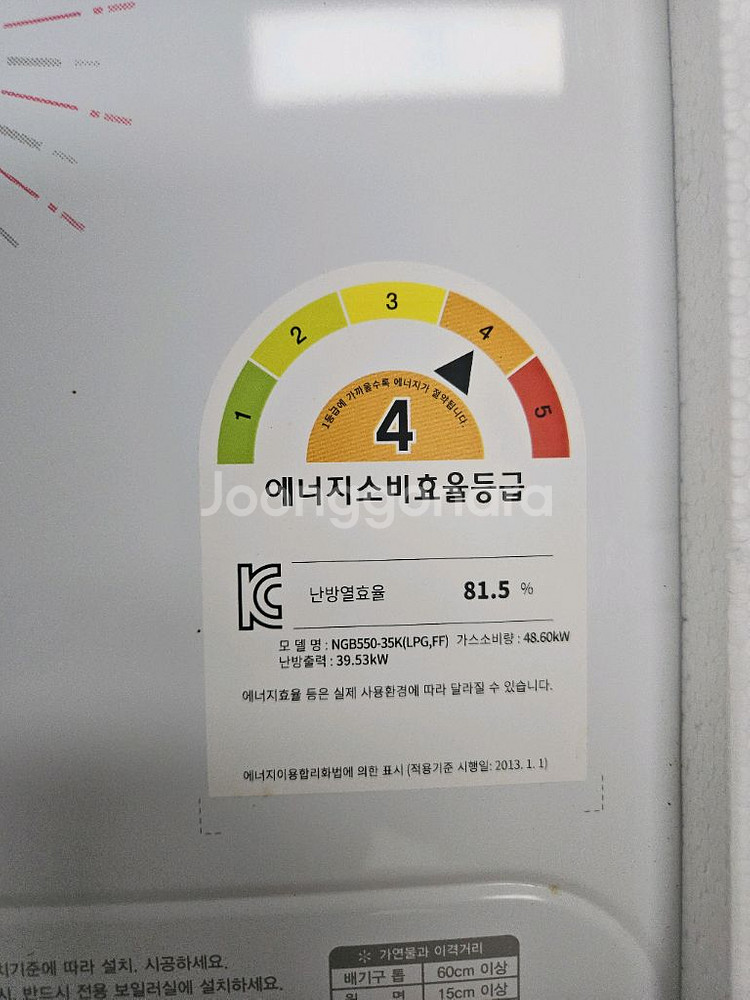 1
2
3
4
5
1등급에 가까울수록 에너지가 절약됩니다.
4
에너지소비효율등급
Joonggonara
난방열효율 81.5 %
모 델 명 : NGB550-35K(LPG,FF) 가스소비량 : 48.60kW
난방출력 : 39.53kW
에너지효율 등은 실제 사용환경에 따라 달라질 수 있습니다.
에너지이용합리화법에 의한 표시 (적용기준 시행일: 2013. 1. 1)
치기준에 따라 설치, 시공하세요.
시, 반드시 전용 보일러실에 설치하세요.
※ 가연물과 이격거리
배기구 톱 60cm 이상
면 15cm 이상